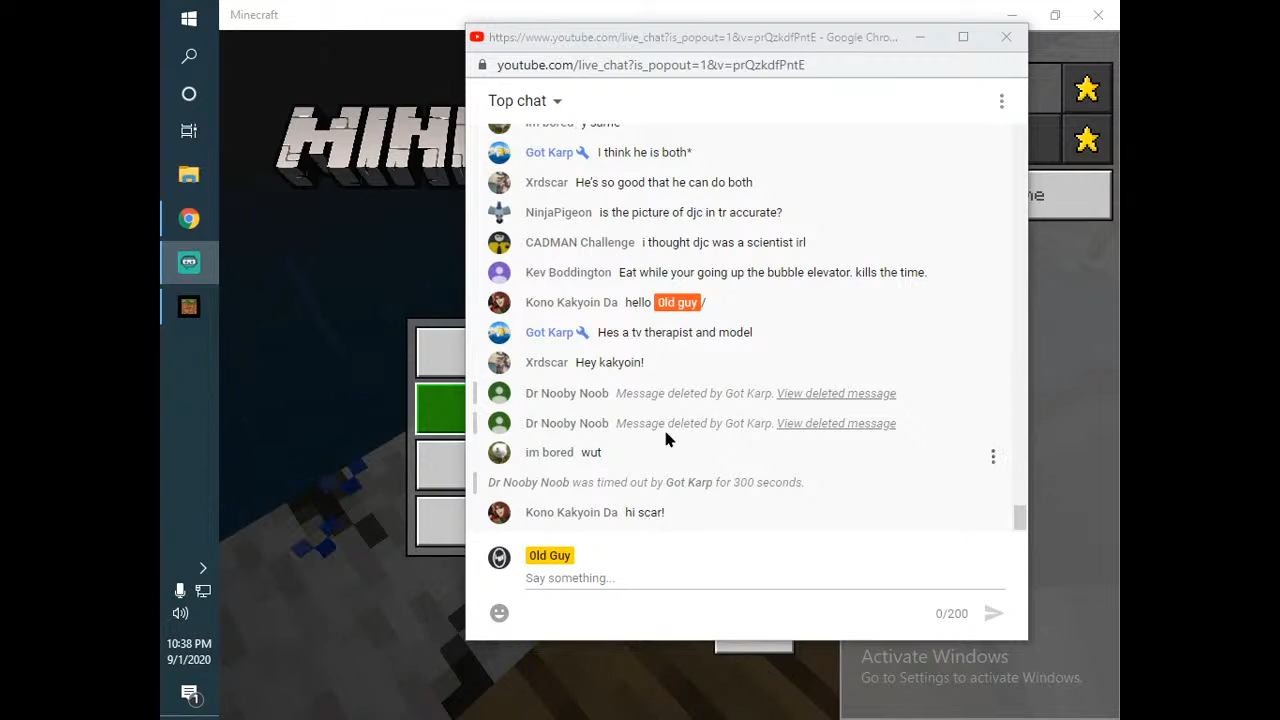 Minecraft
https://www.youtube.com/live_chat?is_popout=1&v=prQzkdfPntE - Google Chro...
youtube.com/live_chat?is_popout=1&v=prQzkdfPntE
Top chat
im bored y same
Got Karp I think he is both*
Xrdscar He's so good that he can do both
NinjaPigeon is the picture of djc in tr accurate?
CADMAN Challenge i thought djc was a scientist irl
Kev Boddington Eat while your going up the bubble elevator. kills the time.
Kono Kakyoin Da hello 0ld guy /
Got Karp Hes a tv therapist and model
Xrdscar Hey kakyoin!
Dr Nooby Noob Message deleted by Got Karp. View deleted message
Dr Nooby Noob Message deleted by Got Karp. View deleted message
im bored wut
Dr Nooby Noob was timed out by Got Karp for 300 seconds.
Kono Kakyoin Da hi scar!
0ld Guy
Say something...
0/200
10:38 PM
9/1/2020
1
Activate Windows
Go to Settings to activate Windows.